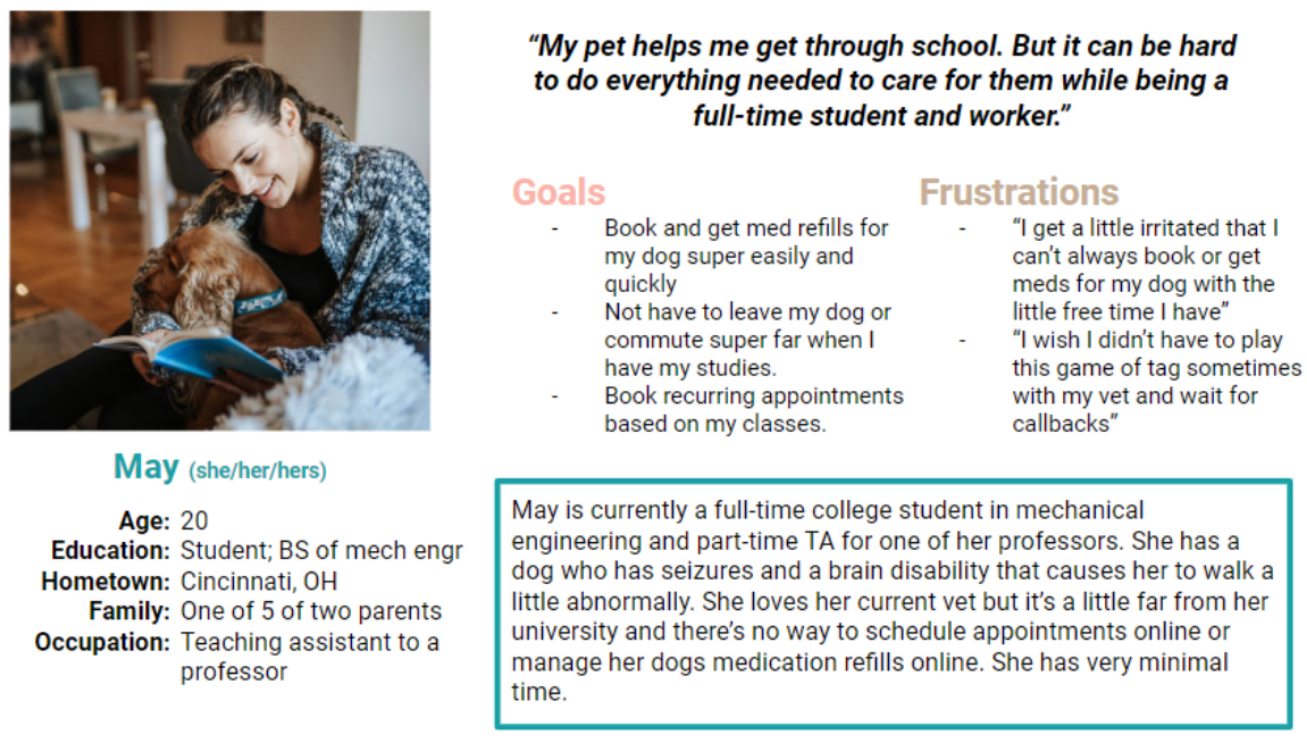 “My pet helps me get through school. But it can be hard
to do everything needed to care for them while being a
full-time student and worker.”
Goals
- Book and get med refills for
my dog super easily and
quickly
- Not have to leave my dog or
commute super far when I
have my studies.
- Book recurring appointments
based on my classes.
Frustrations
- “I get a little irritated that I
can’t always book or get
meds for my dog with the
little free time I have”
- “I wish I didn’t have to play
this game of tag sometimes
with my vet and wait for
callbacks”
May (she/her/hers)
Age: 20
Education: Student; BS of mech engr
Hometown: Cincinnati, OH
Family: One of 5 of two parents
Occupation: Teaching assistant to a
professor
May is currently a full-time college student in mechanical
engineering and part-time TA for one of her professors. She has a
dog who has seizures and a brain disability that causes her to walk a
little abnormally. She loves her current vet but it’s a little far from her
university and there’s no way to schedule appointments online or
manage her dogs medication refills online. She has very minimal
time.